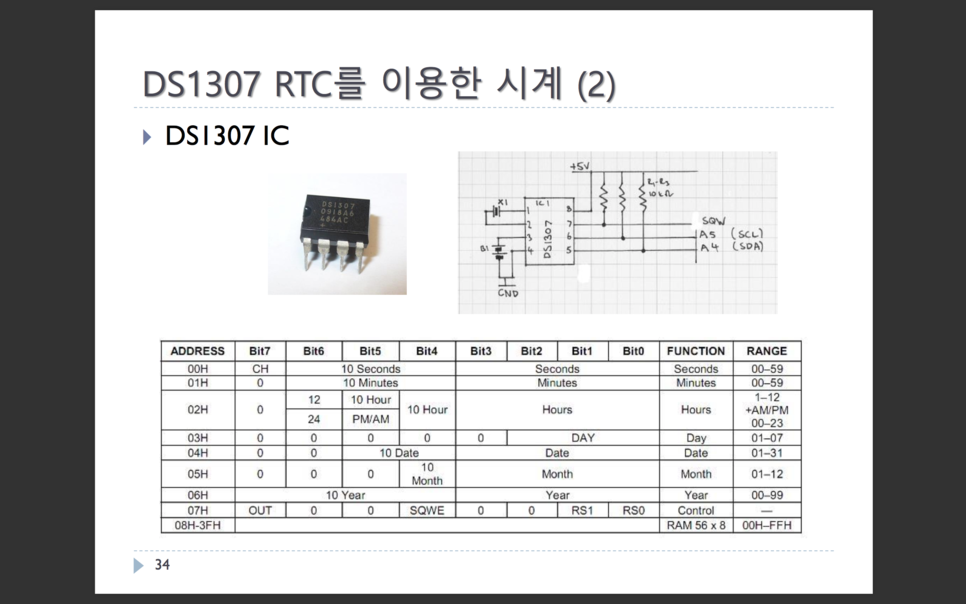 DS1307 RTC를 이용한 시계 (2)
DS1307 IC
DS1307
0918A6
486AC
+5V
R1-R3
10kΩ
X1
IC1
DS1307
1
2
3
4
8
7
6
5
B1
GND
SQW
A5 (SCL)
A4 (SDA)
ADDRESS Bit7 Bit6 Bit5 Bit4 Bit3 Bit2 Bit1 Bit0 FUNCTION RANGE
00H CH 10 Seconds Seconds Seconds 00–59
01H 0 10 Minutes Minutes Minutes 00–59
02H 0 12 10 Hour 10 Hour Hours Hours 1–12
+AM/PM
24 PM/AM 00–23
03H 0 0 0 0 0 DAY Day 01–07
04H 0 0 10 Date Date Date 01–31
05H 0 0 0 10
Month Month Month 01–12
06H 10 Year Year Year 00–99
07H OUT 0 0 SQWE 0 0 RS1 RS0 Control —
08H-3FH RAM 56 x 8 00H–FFH
34